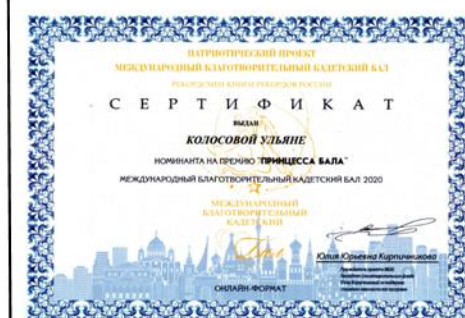 ПАТРИОТИЧЕСКИЙ ПРОЕКТ
МЕЖДУНАРОДНЫЙ БЛАГОТВОРИТЕЛЬНЫЙ КАДЕТСКИЙ БАЛ
РЕКОРДСМЕН КНИГИ РЕКОРДОВ РОССИИ
СЕРТИФИКАТ
ВЫДАН
КОЛОСОВОЙ УЛЬЯНЕ
НОМИНАНТА НА ПРЕМИЮ "ПРИНЦЕССА БАЛА"
МЕЖДУНАРОДНЫЙ БЛАГОТВОРИТЕЛЬНЫЙ КАДЕТСКИЙ БАЛ 2020
МЕЖДУНАРОДНЫЙ
БЛАГОТВОРИТЕЛЬНЫЙ
КАДЕТСКИЙ
Бал
Юлия Юрьевна Кирпичникова
ОНЛАЙН-ФОРМАТ